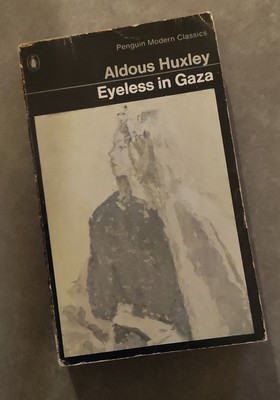 Penguin Modern Classics
Aldous Huxley
Eyeless in Gaza